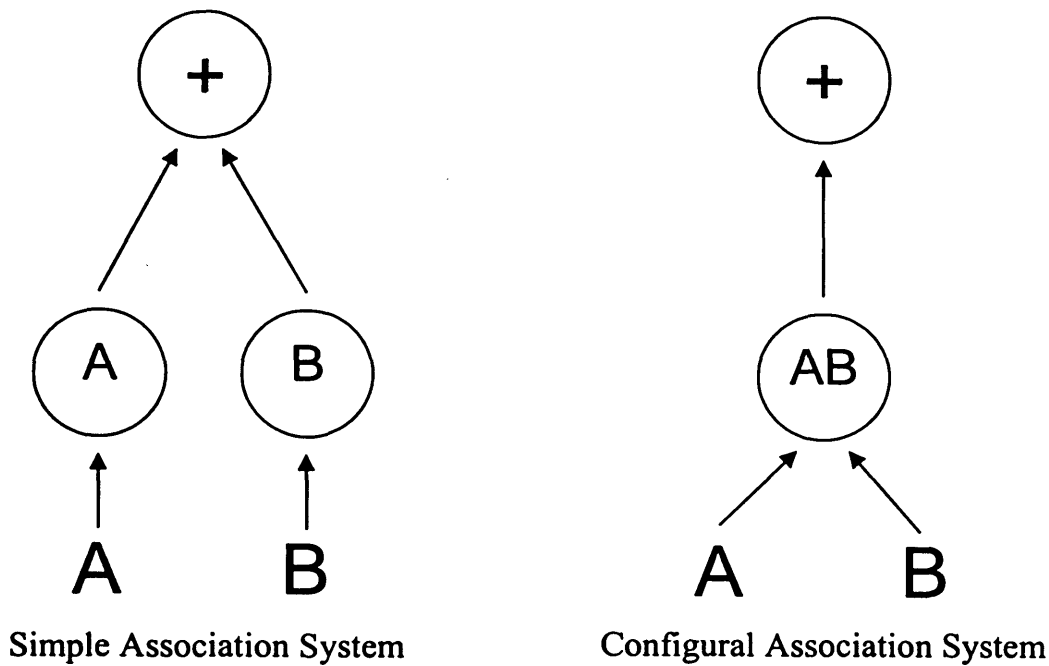 + +
A B AB
A B A B
Simple Association System Configural Association System